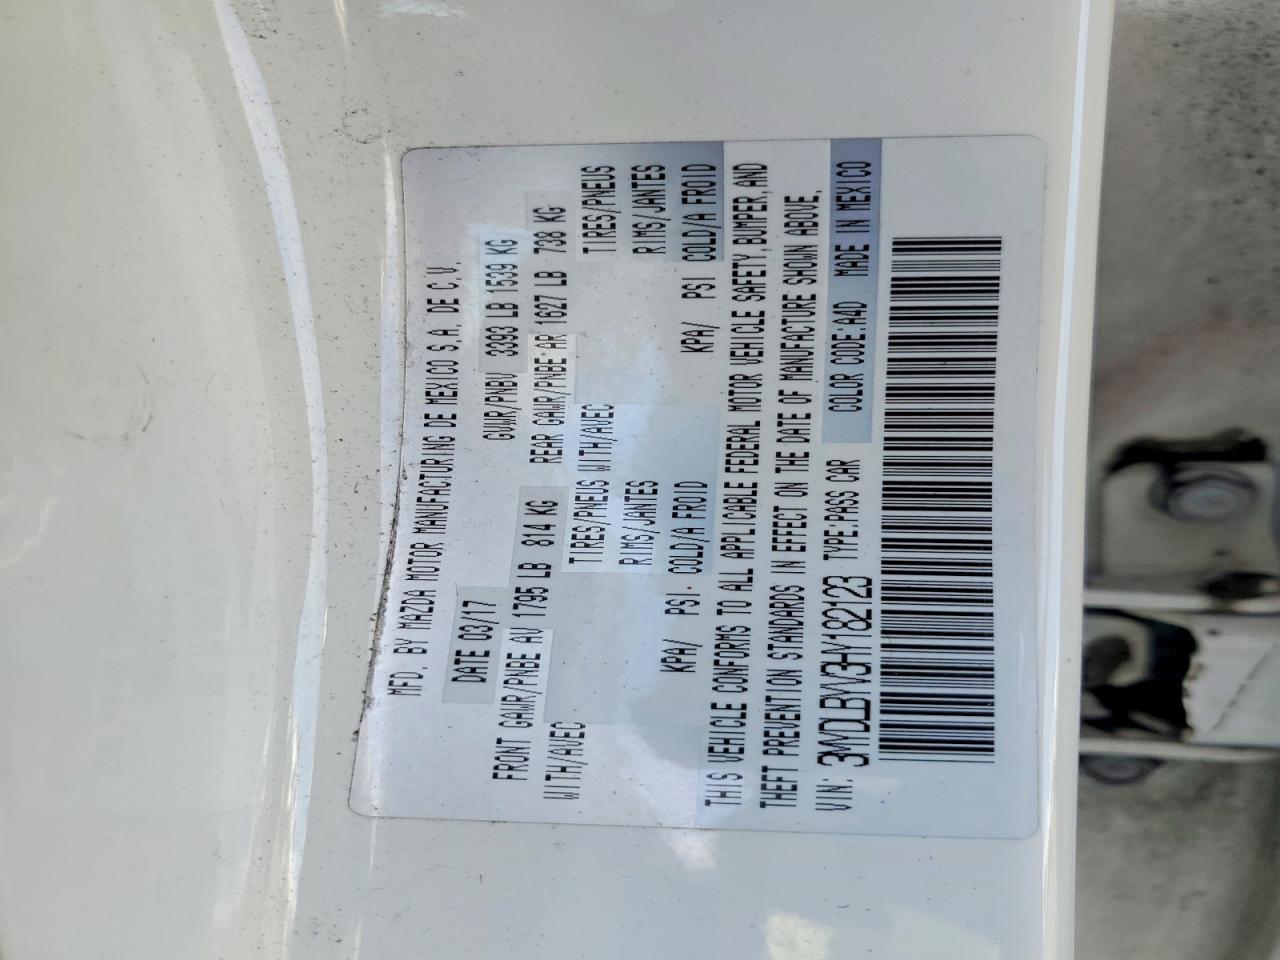 MFD. BY MAZDA MOTOR MANUFACTURING DE MEXICO S.A. DE C.V.
DATE 03/17 GVWR/PNBV 3393 LB 1539 KG
FRONT GAWR/PNBE AV 1795 LB 814 KG REAR GAWR/PNBE AR 1627 LB 738 KG
WITH/AVEC TIRES/PNEUS WITH/AVEC TIRES/PNEUS
RIMS/JANTES RIMS/JANTES
KPA/ PSI COLD/A FROID KPA/ PSI COLD/A FROID
THIS VEHICLE CONFORMS TO ALL APPLICABLE FEDERAL MOTOR VEHICLE SAFETY, BUMPER, AND
THEFT PREVENTION STANDARDS IN EFFECT ON THE DATE OF MANUFACTURE SHOWN ABOVE.
VIN: 3MYDLBYV3HY182123 TYPE:PASS CAR COLOR CODE:A4D MADE IN MEXICO